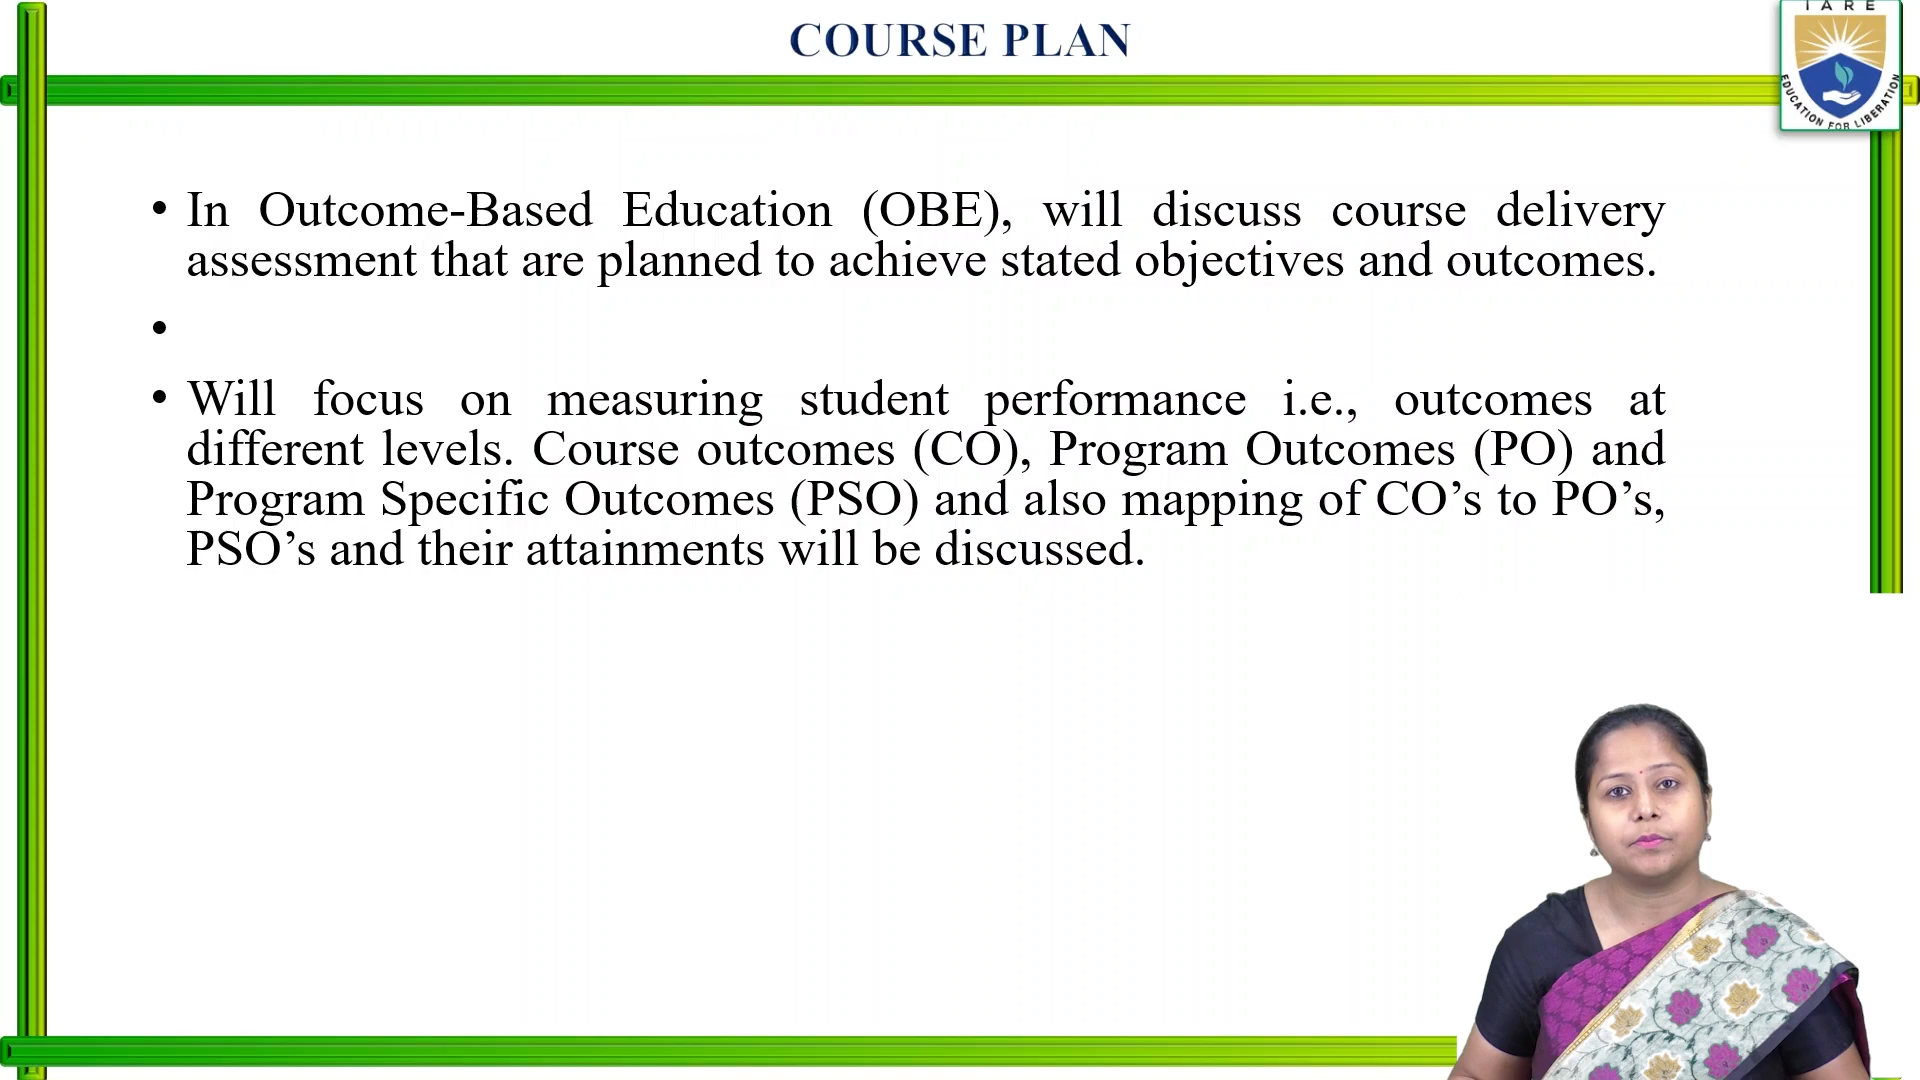 COURSE PLAN
IARE
EDUCATION FOR LIBERATION
• In Outcome-Based Education (OBE), will discuss course delivery
assessment that are planned to achieve stated objectives and outcomes.
•
• Will focus on measuring student performance i.e., outcomes at
different levels. Course outcomes (CO), Program Outcomes (PO) and
Program Specific Outcomes (PSO) and also mapping of CO’s to PO’s,
PSO’s and their attainments will be discussed.